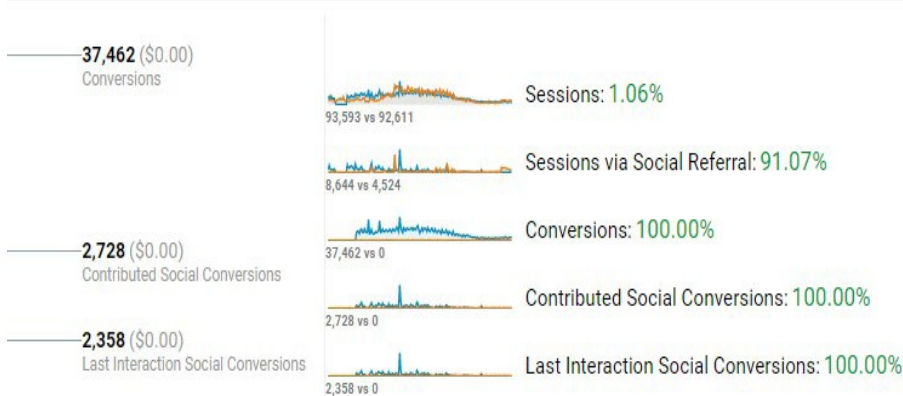 37,462 ($0.00)
Conversions
2,728 ($0.00)
Contributed Social Conversions
2,358 ($0.00)
Last Interaction Social Conversions
Sessions: 1.06%
93,593 vs 92,611
Sessions via Social Referral: 91.07%
8,644 vs 4,524
Conversions: 100.00%
37,462 vs 0
Contributed Social Conversions: 100.00%
2,728 vs 0
Last Interaction Social Conversions: 100.00%
2,358 vs 0